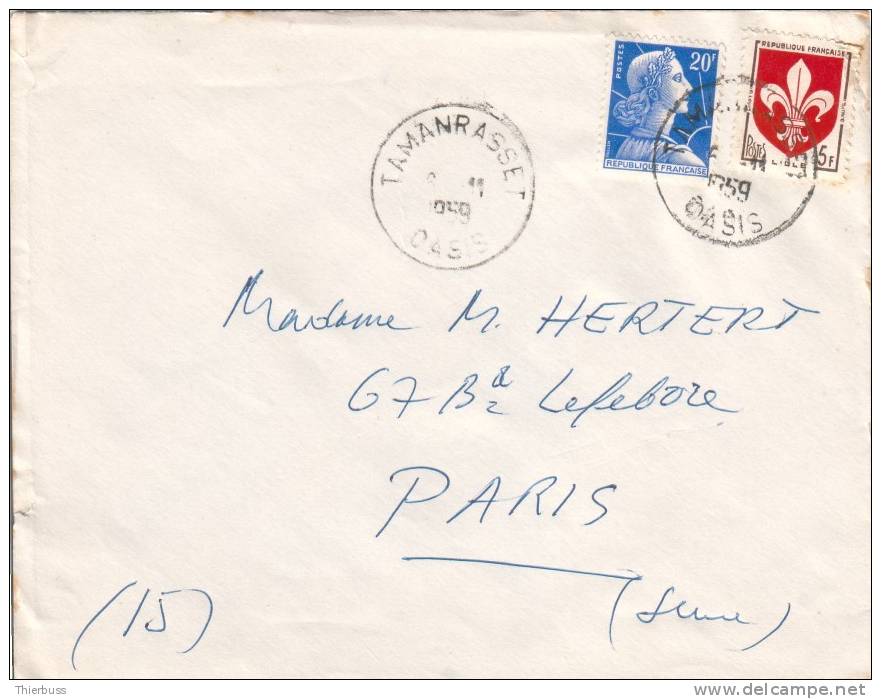 POSTES
20F
REPUBLIQUE FRANÇAISE
REPUBLIQUE FRANÇAISE
POSTES
5F
TAMANRASSET
11
1959
OASIS
1959
OASIS
Madame M. HERTERT
67 Bd Lefebvre
PARIS
(15)
(Seine)
Thierbuss
www.delcampe.net